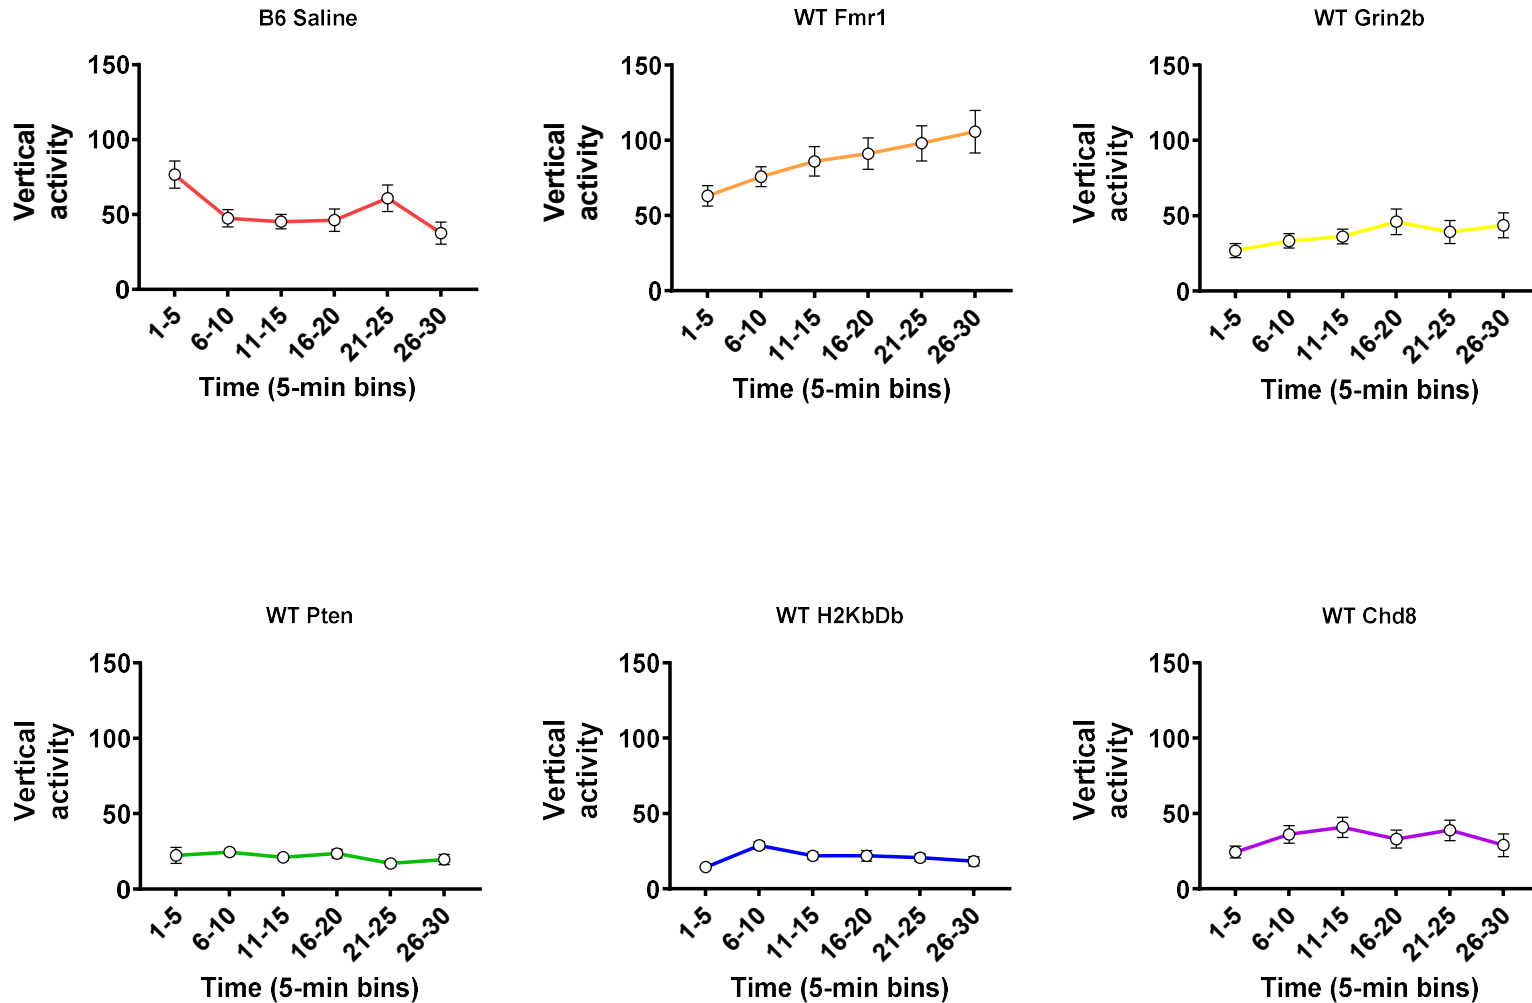 B6 Saline
150
100
50
0
Vertical
activity
1-5
6-10
11-15
16-20
21-25
26-30
Time (5-min bins)
WT Fmr1
150
100
50
0
Vertical
activity
1-5
6-10
11-15
16-20
21-25
26-30
Time (5-min bins)
WT Grin2b
150
100
50
0
Vertical
activity
1-5
6-10
11-15
16-20
21-25
26-30
Time (5-min bins)
WT Pten
150
100
50
0
Vertical
activity
1-5
6-10
11-15
16-20
21-25
26-30
Time (5-min bins)
WT H2KbDb
150
100
50
0
Vertical
activity
1-5
6-10
11-15
16-20
21-25
26-30
Time (5-min bins)
WT Chd8
150
100
50
0
Vertical
activity
1-5
6-10
11-15
16-20
21-25
26-30
Time (5-min bins)